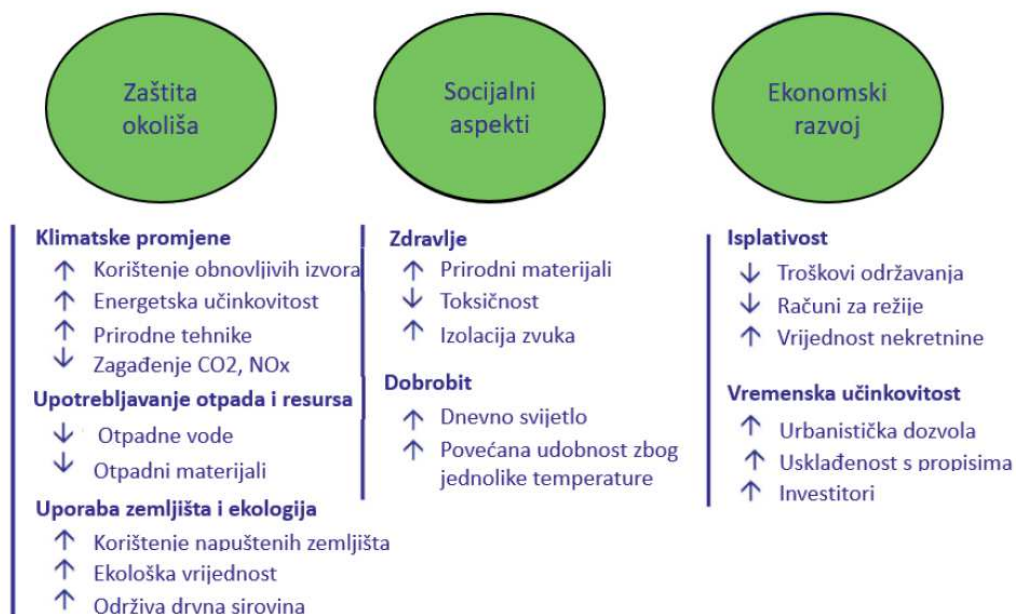 Zaštita
okoliša
Socijalni
aspekti
Ekonomski
razvoj
Klimatske promjene
↑ Korištenje obnovljivih izvora
↑ Energetska učinkovitost
↑ Prirodne tehnike
↓ Zagađenje CO2, NOx
Upotrebljavanje otpada i resursa
↓ Otpadne vode
↓ Otpadni materijali
Uporaba zemljišta i ekologija
↑ Korištenje napuštenih zemljišta
↑ Ekološka vrijednost
↑ Održiva drvna sirovina
Zdravlje
↑ Prirodni materijali
↓ Toksičnost
↑ Izolacija zvuka
Dobrobit
↑ Dnevno svijetlo
↑ Povećana udobnost zbog
jednolike temperature
Isplativost
↓ Troškovi održavanja
↓ Računi za režije
↑ Vrijednost nekretnine
Vremenska učinkovitost
↑ Urbanistička dozvola
↑ Usklađenost s propisima
↑ Investitori